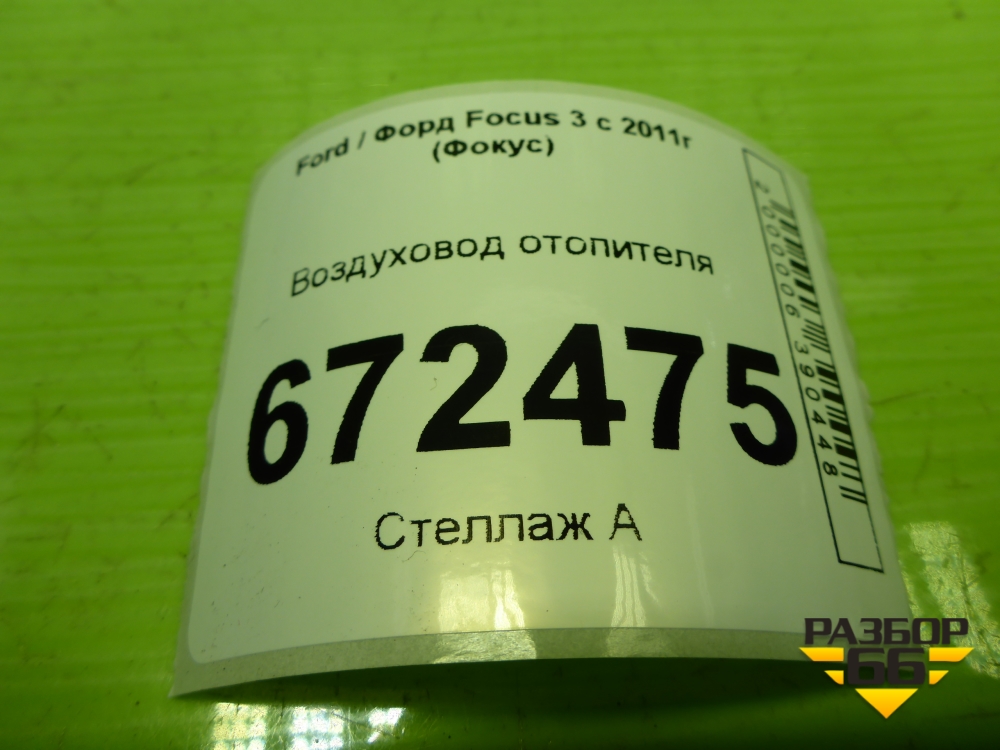 Ford / Форд Focus 3 с 2011г
(Фокус)
Воздуховод отопителя
672475
Стеллаж А
2000006390448
РАЗБОР
66